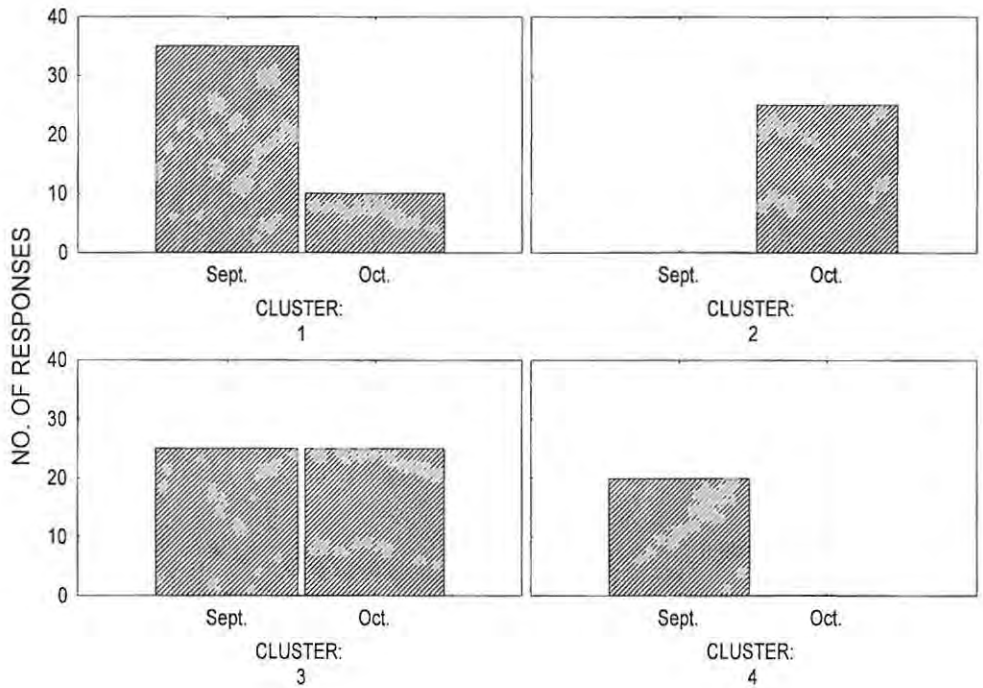 NO. OF RESPONSES
40
30
20
10
0
Sept. Oct.
CLUSTER:
1
Sept. Oct.
CLUSTER:
2
40
30
20
10
0
Sept. Oct.
CLUSTER:
3
Sept. Oct.
CLUSTER:
4